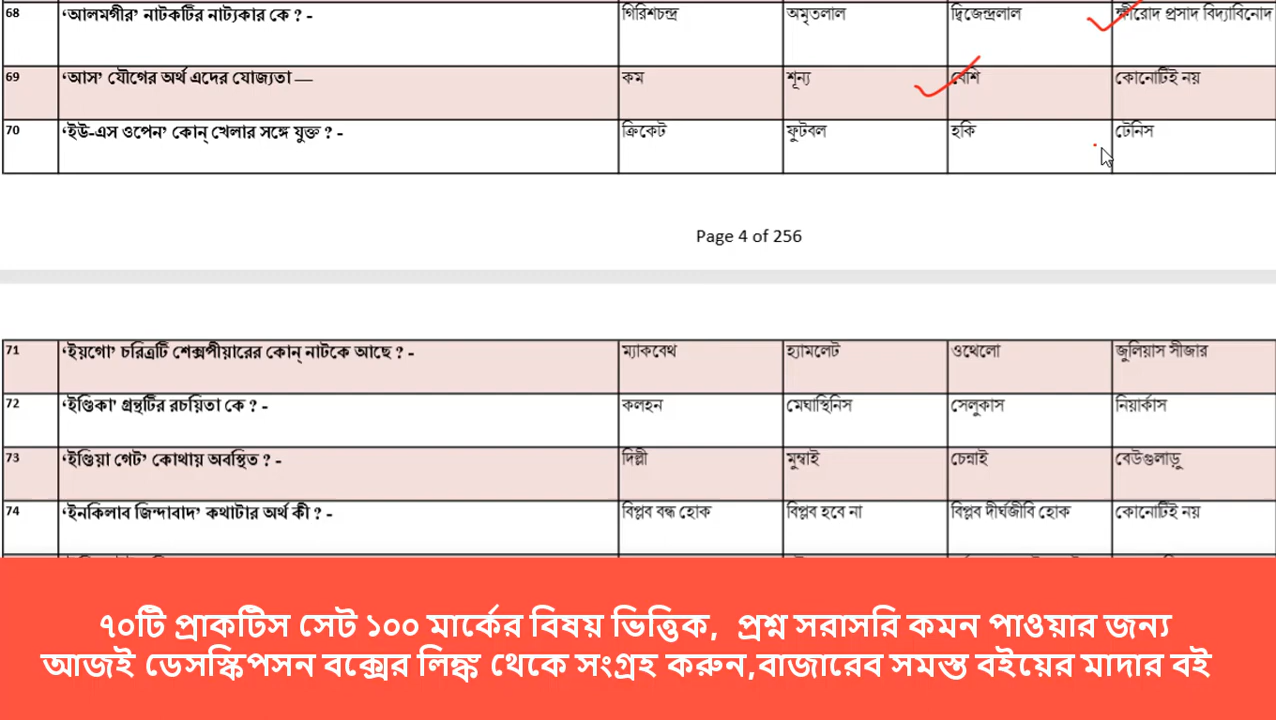 68 ‘আলমগীর’ নাটকটির নাট্যকার কে ? - গিরিশচন্দ্র অমৃতলাল দ্বিজেন্দ্রলাল ক্ষীরোদ প্রসাদ বিদ্যাবিনোদ
69 ‘আস’ যৌগের অর্থ এদের যোজ্যতা — কম শূন্য বেশি কোনোটিই নয়
70 ‘ইউ-এস ওপেন’ কোন্ খেলার সঙ্গে যুক্ত ? - ক্রিকেট ফুটবল হকি টেনিস
Page 4 of 256
71 ‘ইয়গো’ চরিত্রটি শেক্সপীয়ারের কোন্ নাটকে আছে ? - ম্যাকবেথ হ্যামলেট ওথেলো জুলিয়াস সীজার
72 ‘ইণ্ডিকা' গ্রন্থটির রচয়িতা কে ? - কলহন মেঘাস্থিনিস সেলুকাস নিয়ার্কাস
73 ‘ইণ্ডিয়া গেট’ কোথায় অবস্থিত ? - দিল্লী মুম্বাই চেন্নাই বেউগুলাড়ু
74 ‘ইনকিলাব জিন্দাবাদ’ কথাটার অর্থ কী ? - বিপ্লব বন্ধ হোক বিপ্লব হবে না বিপ্লব দীর্ঘজীবি হোক কোনোটিই নয়
৭০টি প্রাকটিস সেট ১০০ মার্কের বিষয় ভিত্তিক, প্রশ্ন সরাসরি কমন পাওয়ার জন্য
আজই ডেসস্কিপসন বক্সের লিঙ্ক থেকে সংগ্রহ করুন,বাজারেব সমস্ত বইয়ের মাদার বই